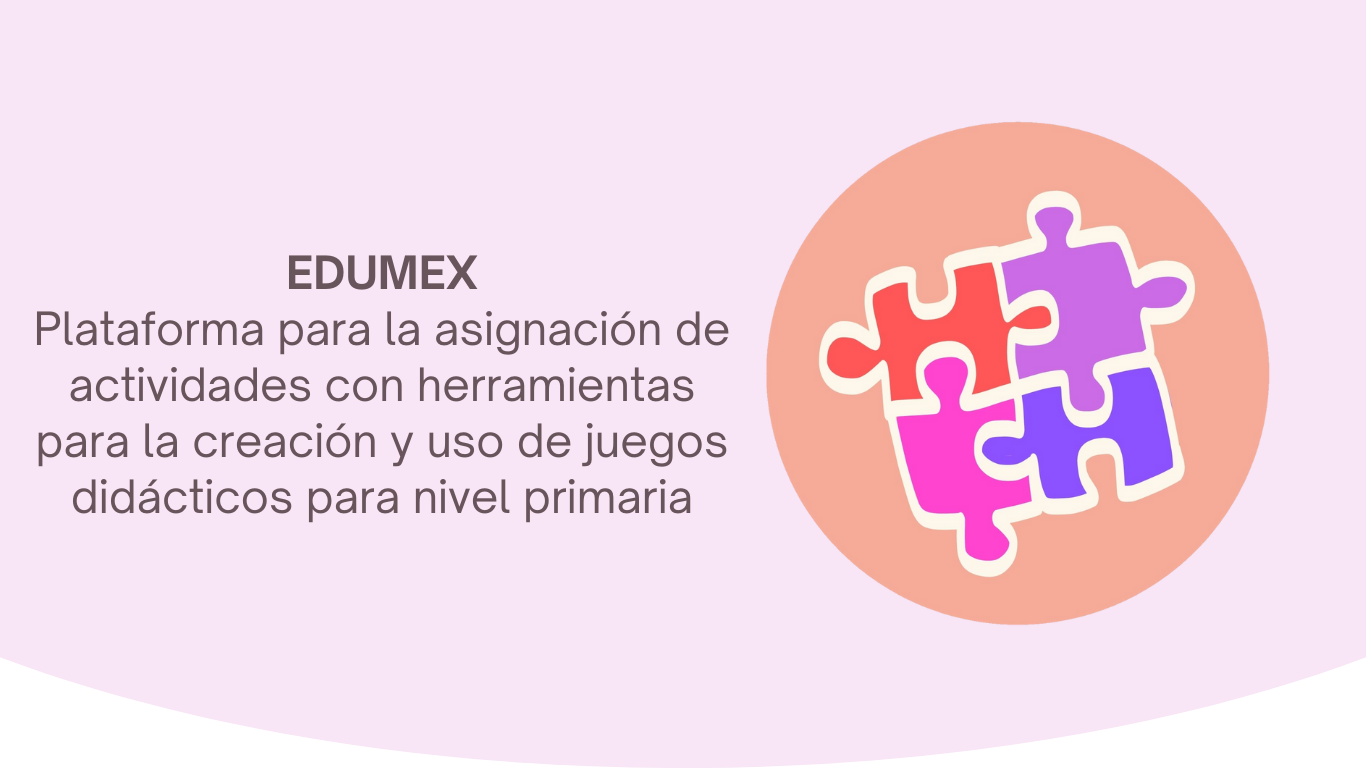 EDUMEX
Plataforma para la asignación de
actividades con herramientas
para la creación y uso de juegos
didácticos para nivel primaria